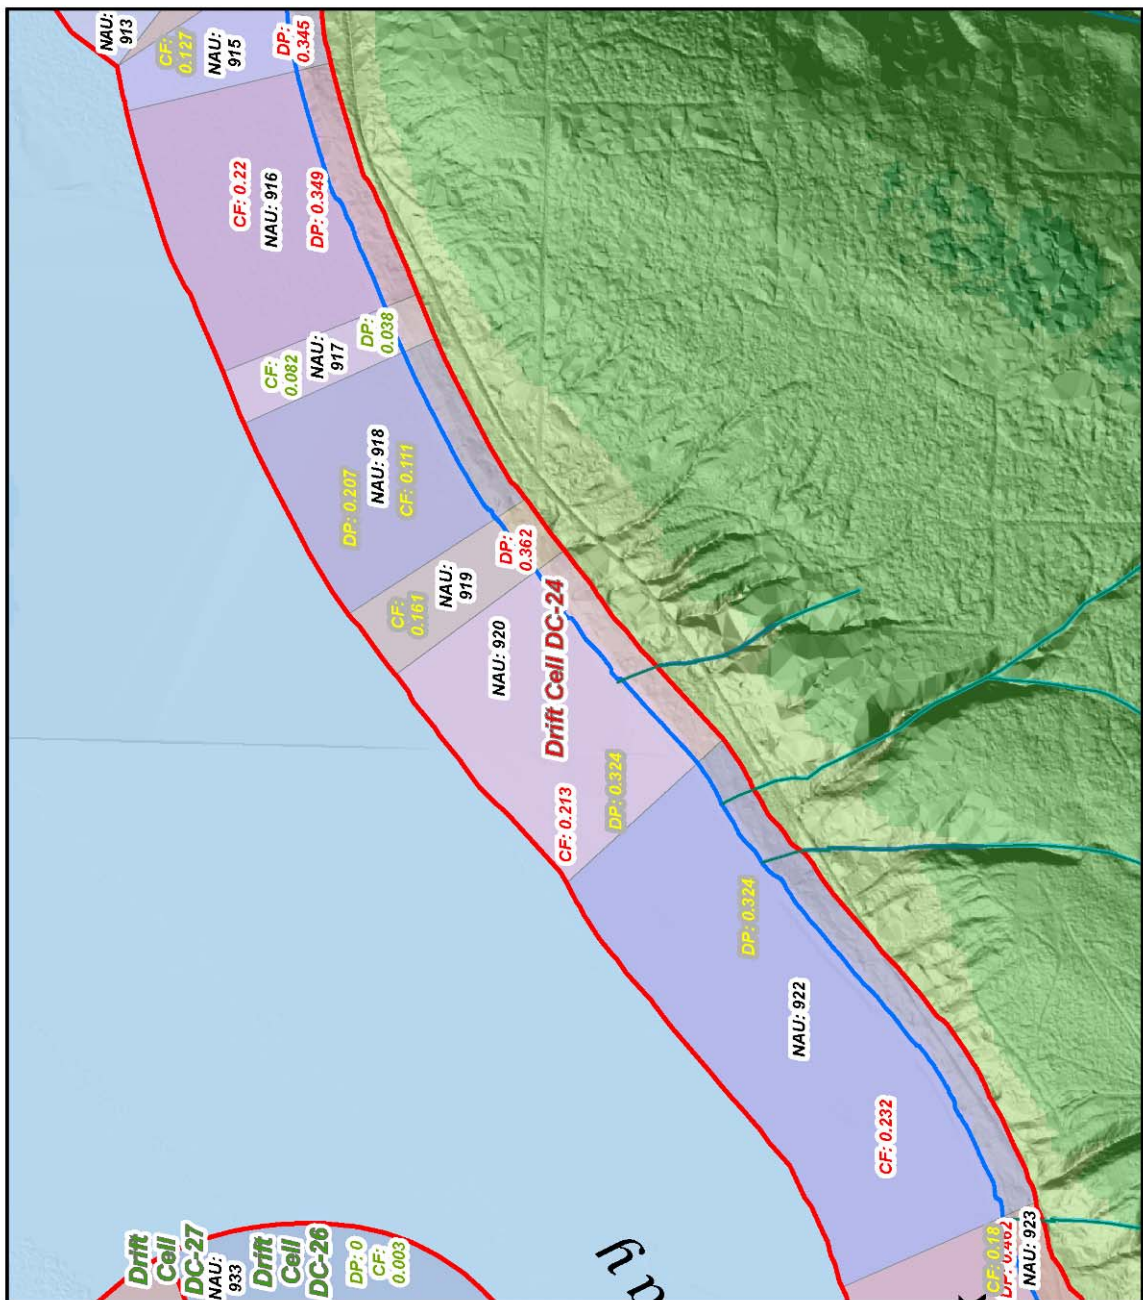 NAU:
913
CF:
0.127
NAU:
915
DP:
0.345
CF: 0.22
NAU: 916
DP: 0.349
CF:
0.082
NAU:
917
DP:
0.038
DP: 0.207
NAU: 918
CF: 0.111
CF:
0.161
NAU:
919
DP:
0.362
NAU: 920
Drift Cell DC-24
CF: 0.213
DP: 0.324
DP: 0.324
NAU: 922
CF: 0.232
CF: 0.18
DP: 0.462
NAU: 923
Drift
Cell
DC-27
NAU:
933
Drift
Cell
DC-26
DP: 0
CF:
0.003